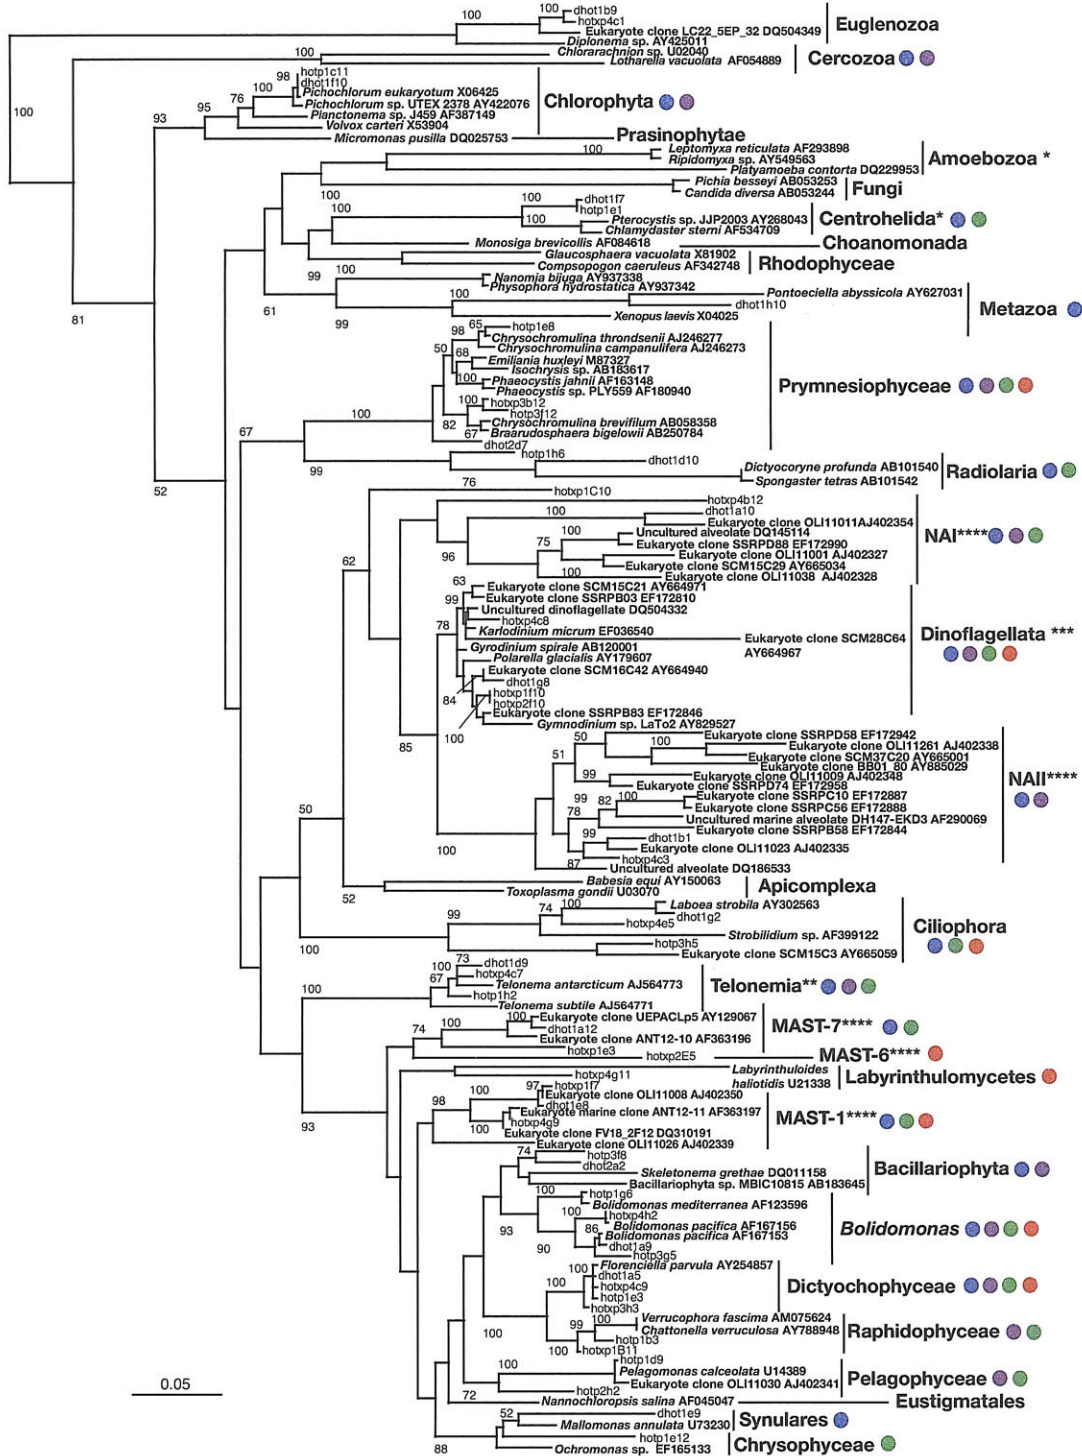 100
dhot1b9
hotxp4c1
Eukaryote clone LC22_5EP_32 DQ504349
Diplonema sp. AY425011
Euglenozoa
100
Chlorarachnion sp. U02040
Lotharella vacuolata AF054889
Cercozoa
100
98
hotp1c11
dhot1f10
Pichochlorum eukaryotum X06425
100
Pichochlorum sp. UTEX 2378 AY422076
76
Planctonema sp. J459 AF387149
95
Volvox carteri X53904
93
Micromonas pusilla DQ025753
Chlorophyta
Prasinophytae
100
Leptomyxa reticulata AF293898
Ripidomyxa sp. AY549563
Platyamoeba contorta DQ229953
Amoebozoa *
Pichia besseyi AB053253
Candida diversa AB053244
Fungi
100
100
100
dhot1f7
hotp1e1
100
Pterocystis sp. JJP2003 AY268043
Chlamydaster sterni AF534709
Centrohelida*
Monosiga brevicollis AF084618
Choanomonada
Glaucosphaera vacuolata X81902
Compsopogon caeruleus AF342748
Rhodophyceae
99
100
Nanomia bijuga AY937338
Physophora hydrostatica AY937342
100
Pontoeciella abyssicola AY627031
dhot1h10
Xenopus laevis X04025
Metazoa
61
99
81
65
hotp1e8
98
Chrysochromulina throndsenii AJ246277
Chrysochromulina campanulifera AJ246273
50
68
Emiliania huxleyi M87327
Isochrysis sp. AB183617
100
Phaeocystis jahnii AF163148
Phaeocystis sp. PLY559 AF180940
100
hotxp3b12
hotp3f12
82
Chrysochromulina brevifilum AB058358
67
Braarudosphaera bigelowii AB250784
dhot2d7
Prymnesiophyceae
100
67
99
hotp1h6
dhot1d10
Dictyocoryne profunda AB101540
Spongaster tetras AB101542
Radiolaria
52
76
hotxp1C10
hotxp4b12
100
dhot1a10
Eukaryote clone OLI11011AJ402354
100
Uncultured alveolate DQ145114
75
Eukaryote clone SSRPD88 EF172990
96
Eukaryote clone OLI11001 AJ402327
Eukaryote clone SCM15C29 AY665034
100
Eukaryote clone OLI11038 AJ402328
NAI****
62
63
Eukaryote clone SCM15C21 AY664971
99
Eukaryote clone SSRPB03 EF172810
Uncultured dinoflagellate DQ504332
hotxp4c8
78
Karlodinium micrum EF036540
Eukaryote clone SCM28C64
AY664967
Gyrodinium spirale AB120001
Polarella glacialis AY179607
Eukaryote clone SCM16C42 AY664940
dhot1g8
84
hotxp1f10
hotxp2f10
Eukaryote clone SSRPB83 EF172846
Gymnodinium sp. LaTo2 AY829527
100
Dinoflagellata ***
85
50
Eukaryote clone SSRPD58 EF172942
100
Eukaryote clone OLI11261 AJ402338
51
Eukaryote clone SCM37C20 AY665001
Eukaryote clone BB01_80 AY885029
99
Eukaryote clone OLI11009 AJ402348
Eukaryote clone SSRPD74 EF172958
99
82
100
Eukaryote clone SSRPC10 EF172887
Eukaryote clone SSRPC56 EF172888
78
Uncultured marine alveolate DH147-EKD3 AF290069
Eukaryote clone SSRPB58 EF172844
99
dhot1b1
Eukaryote clone OLI11023 AJ402335
hotxp4c3
87
Uncultured alveolate DQ186533
100
NAII****
50
Babesia equi AY150063
Toxoplasma gondii U03070
Apicomplexa
52
99
74
100
Laboea strobila AY302563
dhot1g2
hotxp4e5
Strobilidium sp. AF399122
hotp3h5
Eukaryote clone SCM15C3 AY665059
Ciliophora
100
100
73
dhot1d9
100
hotxp4c7
67
Telonema antarcticum AJ564773
hotp1h2
Telonema subtile AJ564771
Telonemia**
74
100
100
Eukaryote clone UEPACLp5 AY129067
dhot1a12
Eukaryote clone ANT12-10 AF363196
hotxp1e3
MAST-7****
hotxp2E5
MAST-6****
hotxp4g11
Labyrinthuloides
haliotidis U21338
Labyrinthulomycetes
93
98
100
97
hotxp1f7
Eukaryote clone OLI11008 AJ402350
dhot1e8
Eukaryote marine clone ANT12-11 AF363197
hotxp4g9
100
Eukaryote clone FV18_2F12 DQ310191
Eukaryote clone OLI11026 AJ402339
MAST-1****
74
hotp3f8
dhot2a2
Skeletonema grethae DQ011158
Bacillariophyta sp. MBIC10815 AB183645
Bacillariophyta
100
hotp1g6
Bolidomonas mediterranea AF123596
100
hotxp4h2
Bolidomonas pacifica AF167156
93
86
Bolidomonas pacifica AF167153
dhot1a9
90
hotp3g5
Bolidomonas
100
Florenciella parvula AY254857
dhot1a5
hotxp4c9
hotp1e3
hotxp3h3
Dictyochophyceae
100
99
100
Verrucophora fascima AM075624
Chattonella verruculosa AY788948
hotp1b3
100
hotxp1B11
Raphidophyceae
100
hotp1d9
Pelagomonas calceolata U14389
Eukaryote clone OLI11030 AJ402341
hotp2h2
Pelagophyceae
72
Nannochloropsis salina AF045047
Eustigmatales
52
dhot1e9
Mallomonas annulata U73230
Synulares
hotp1e12
88
Ochromonas sp. EF165133
Chrysophyceae
0.05